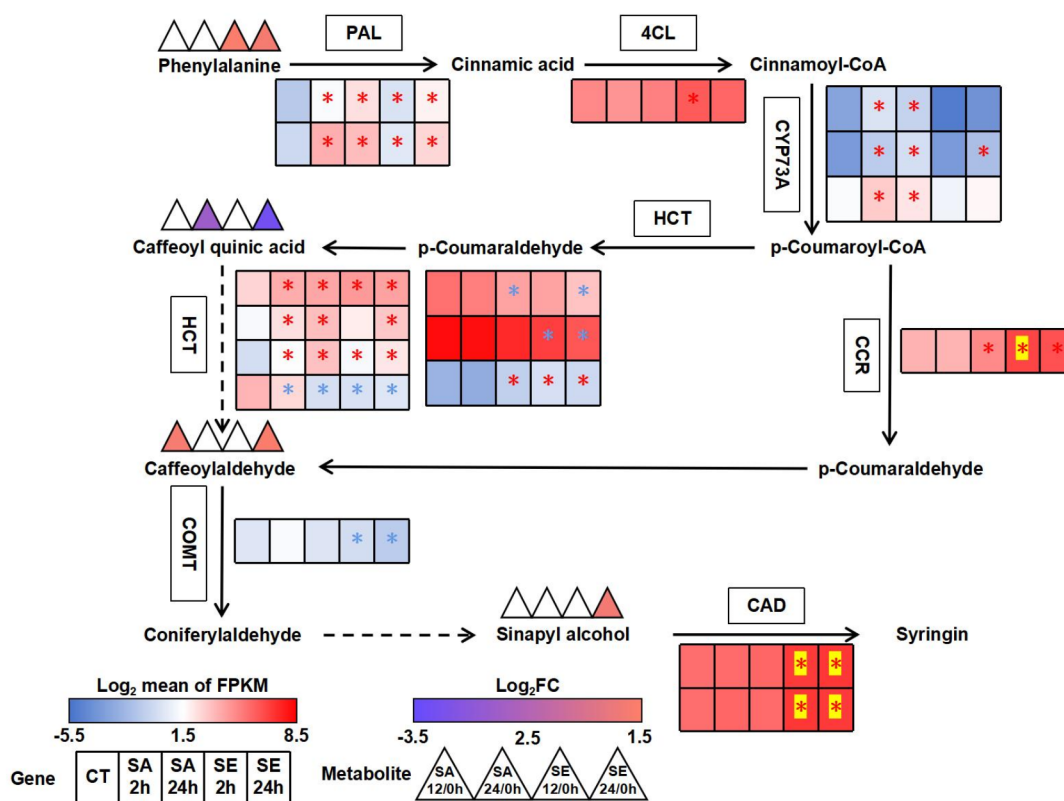 PAL
4CL
Phenylalanine
Cinnamic acid
Cinnamoyl-CoA
* * * *
* * * *
*
CYP73A
* *
* * *
* *
HCT
Caffeoyl quinic acid
p-Coumaraldehyde
p-Coumaroyl-CoA
HCT
* * * *
* * *
* * * *
* * * *
* *
* *
* * *
CCR
* * *
Caffeoylaldehyde
p-Coumaraldehyde
COMT
* *
CAD
Coniferylaldehyde
Sinapyl alcohol
Syringin
* *
* *
Log2 mean of FPKM
-5.5 1.5 8.5
Log2FC
-3.5 2.5 1.5
Gene
CT
SA 2h
SA 24h
SE 2h
SE 24h
Metabolite
SA 12/0h
SA 24/0h
SE 12/0h
SE 24/0h